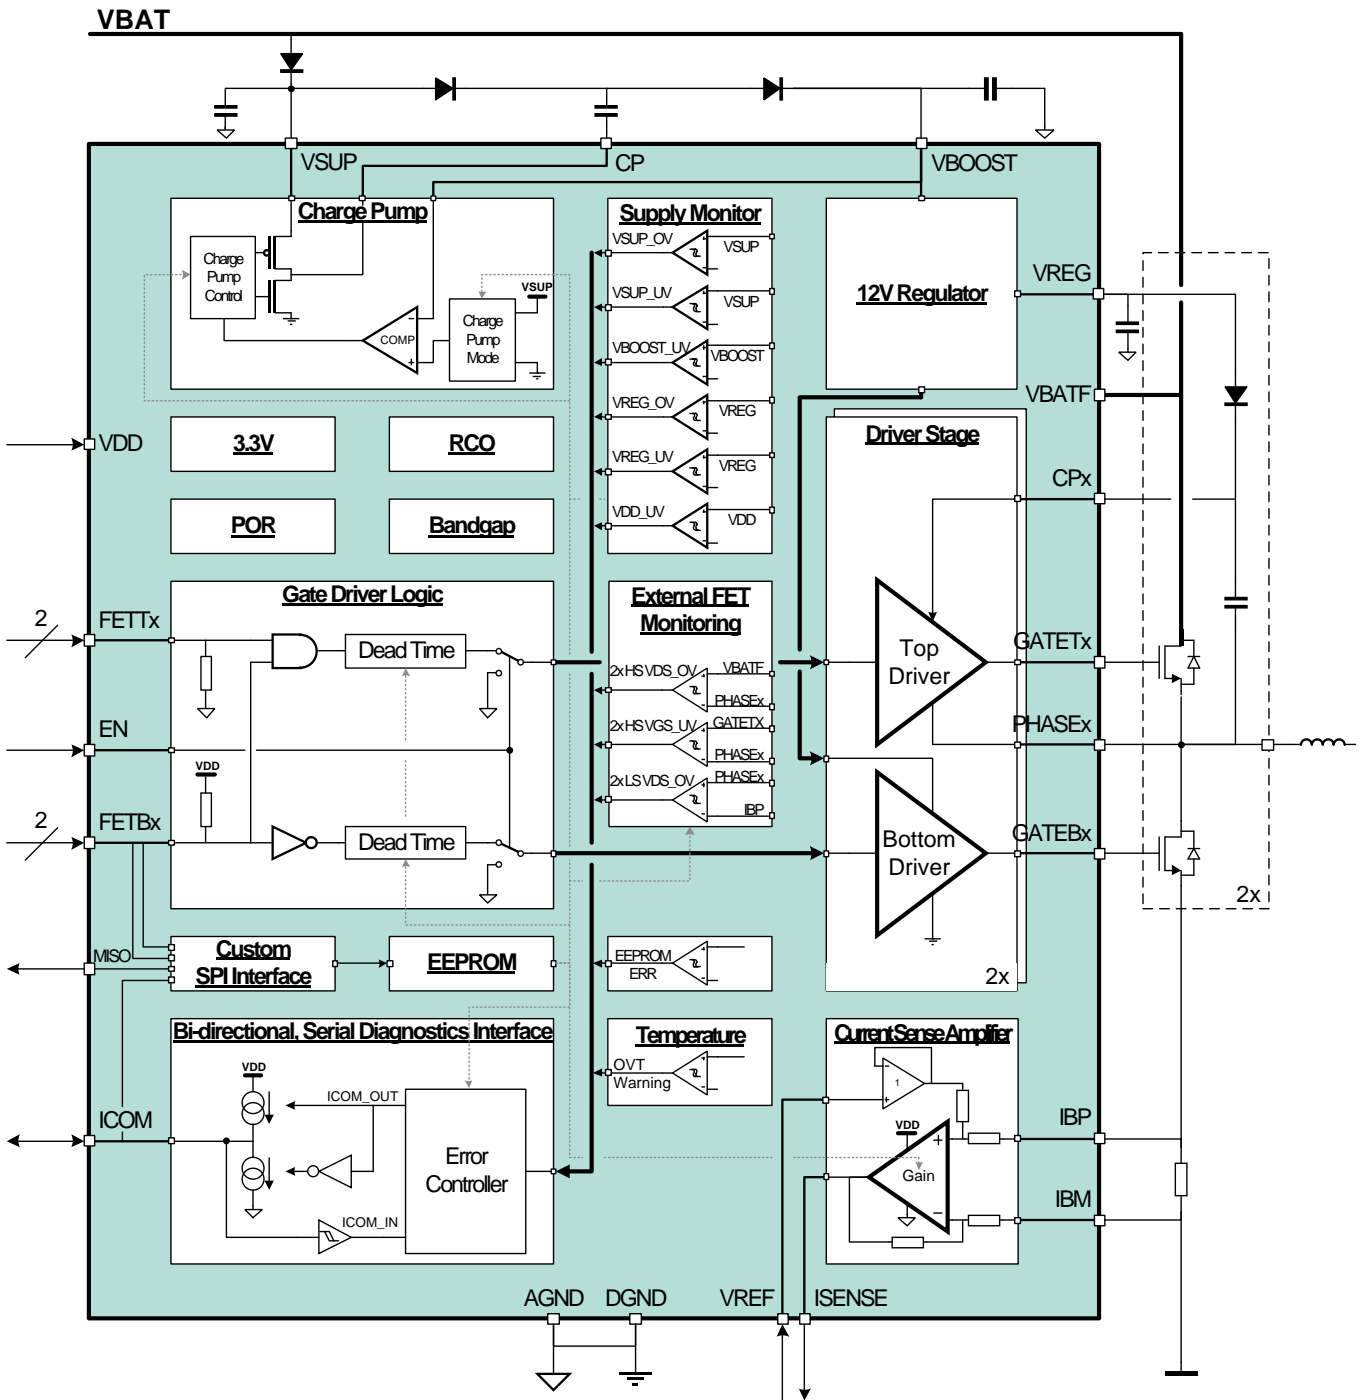 VBAT
VSUP
CP
VBOOST
Charge Pump
Charge
Pump
Control
COMP
VSUP
Charge
Pump
Mode
Supply Monitor
VSUP_OV
VSUP
VSUP_UV
VSUP
VBOOST_UV
VBOOST
VREG_OV
VREG
VREG_UV
VREG
VDD_UV
VDD
12V Regulator
VREG
VBATF
CPx
GATETx
PHASEx
GATEBx
VDD
3.3V
RCO
POR
Bandgap
Driver Stage
Top
Driver
Bottom
Driver
2x
2x
2
FETTx
EN
2
FETBx
Gate Driver Logic
Dead Time
VDD
Dead Time
External FET
Monitoring
2xHS VDS_OV
VBATF
PHASEx
2xHS VGS_UV
GATETX
PHASEx
2xLS VDS_OV
PHASEx
IBP
MISO
Custom
SPI Interface
EEPROM
EEPROM
ERR
Bi-directional, Serial Diagnostics Interface
VDD
ICOM_OUT
ICOM_IN
Error
Controller
ICOM
Temperature
OVT
Warning
Current Sense Amplifier
1
VDD
+
Gain
−
IBP
IBM
AGND
DGND
VREF
ISENSE